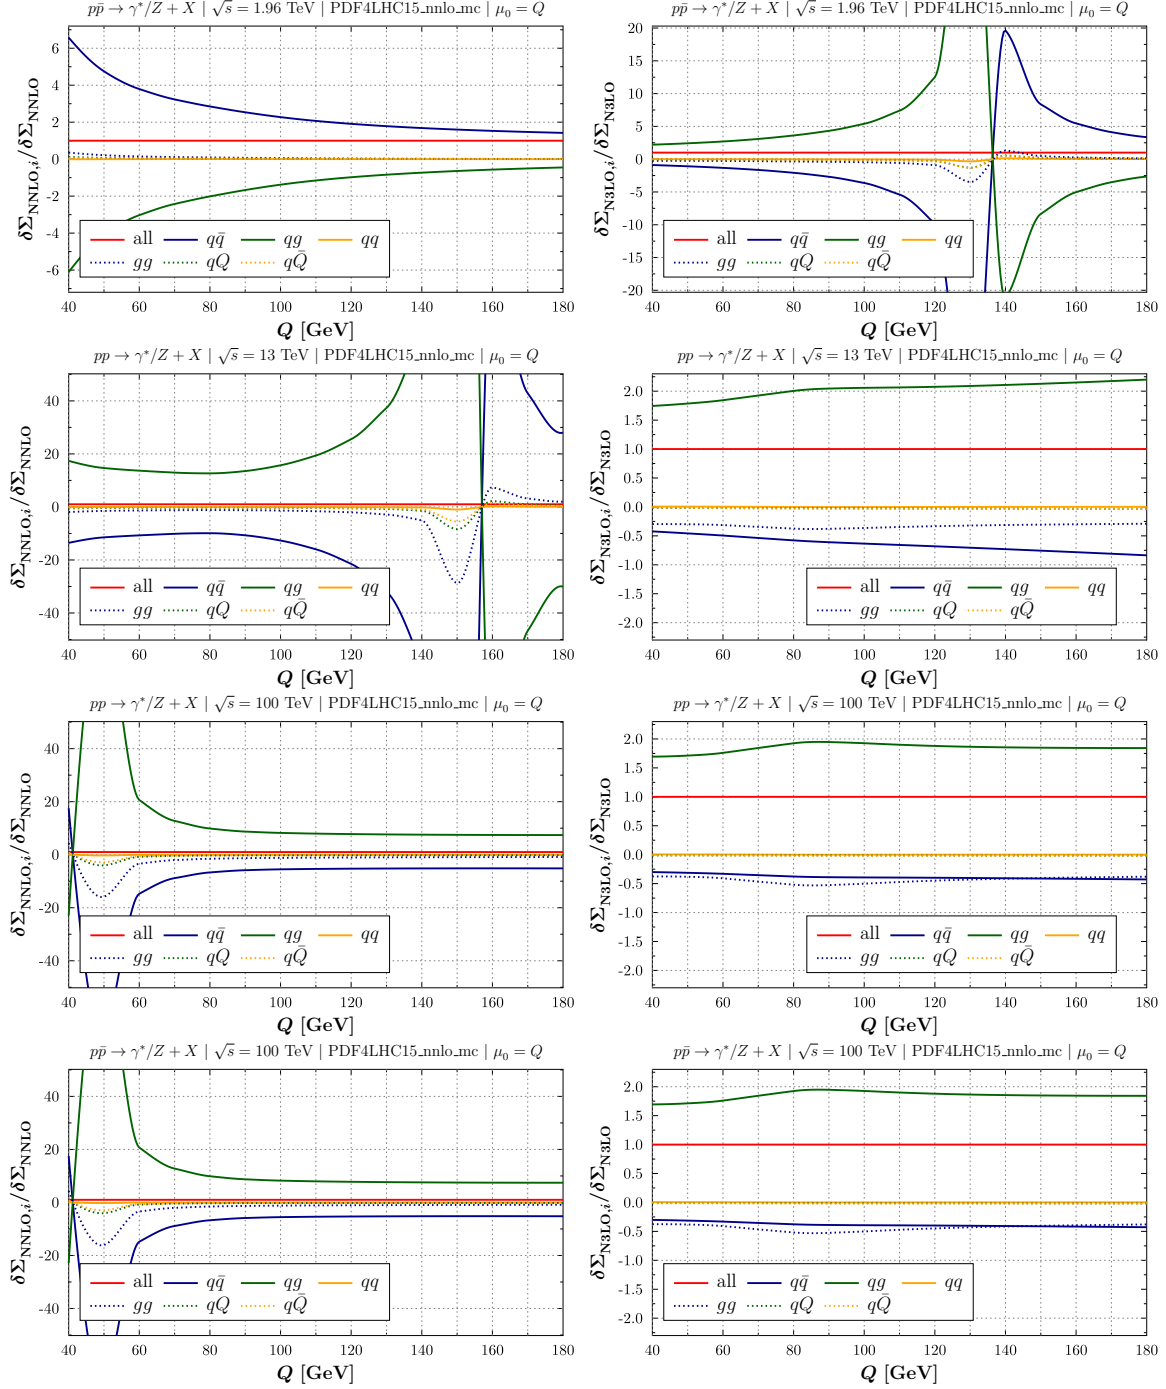 pp̄ → γ*/Z + X | √s = 1.96 TeV | PDF4LHC15_nnlo_mc | μ₀ = Q
δΣNNLO,i/δΣNNLO
6
4
2
0
-2
-4
-6
all qq̄ qg qq
gg qQ qQ̄
40 60 80 100 120 140 160 180
Q [GeV]
pp̄ → γ*/Z + X | √s = 1.96 TeV | PDF4LHC15_nnlo_mc | μ₀ = Q
δΣN3LO,i/δΣN3LO
20
15
10
5
0
-5
-10
-15
-20
all qq̄ qg qq
gg qQ qQ̄
40 60 80 100 120 140 160 180
Q [GeV]
pp → γ*/Z + X | √s = 13 TeV | PDF4LHC15_nnlo_mc | μ₀ = Q
δΣNNLO,i/δΣNNLO
40
20
0
-20
-40
all qq̄ qg qq
gg qQ qQ̄
40 60 80 100 120 140 160 180
Q [GeV]
pp → γ*/Z + X | √s = 13 TeV | PDF4LHC15_nnlo_mc | μ₀ = Q
δΣN3LO,i/δΣN3LO
2.0
1.5
1.0
0.5
0.0
-0.5
-1.0
-1.5
-2.0
all qq̄ qg qq
gg qQ qQ̄
40 60 80 100 120 140 160 180
Q [GeV]
pp → γ*/Z + X | √s = 100 TeV | PDF4LHC15_nnlo_mc | μ₀ = Q
δΣNNLO,i/δΣNNLO
40
20
0
-20
-40
all qq̄ qg qq
gg qQ qQ̄
40 60 80 100 120 140 160 180
Q [GeV]
pp → γ*/Z + X | √s = 100 TeV | PDF4LHC15_nnlo_mc | μ₀ = Q
δΣN3LO,i/δΣN3LO
2.0
1.5
1.0
0.5
0.0
-0.5
-1.0
-1.5
-2.0
all qq̄ qg qq
gg qQ qQ̄
40 60 80 100 120 140 160 180
Q [GeV]
pp̄ → γ*/Z + X | √s = 100 TeV | PDF4LHC15_nnlo_mc | μ₀ = Q
δΣNNLO,i/δΣNNLO
40
20
0
-20
-40
all qq̄ qg qq
gg qQ qQ̄
40 60 80 100 120 140 160 180
Q [GeV]
pp̄ → γ*/Z + X | √s = 100 TeV | PDF4LHC15_nnlo_mc | μ₀ = Q
δΣN3LO,i/δΣN3LO
2.0
1.5
1.0
0.5
0.0
-0.5
-1.0
-1.5
-2.0
all qq̄ qg qq
gg qQ qQ̄
40 60 80 100 120 140 160 180
Q [GeV]